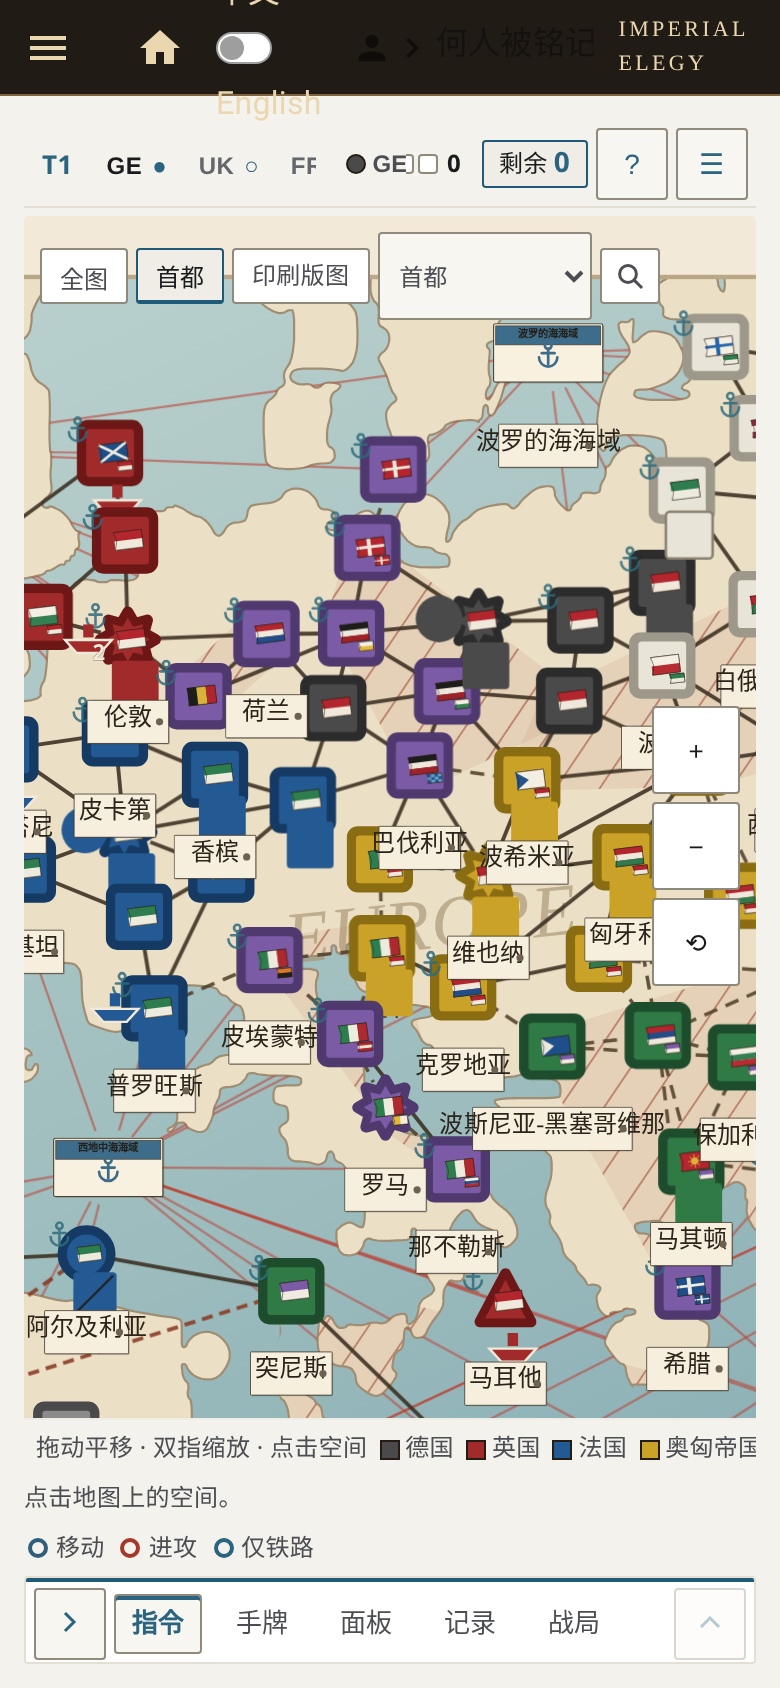 English
何人被铭记
IMPERIAL
ELEGY
T1
GE
UK
GE
0
剩余 0
?
全图
首都
印刷版图
首都
波罗的海海域
波罗的海海域
2
伦敦
荷兰
皮卡第
香槟
巴伐利亚
波希米亚
EUROPE
维也纳
皮埃蒙特
克罗地亚
普罗旺斯
波斯尼亚-黑塞哥维那
西地中海海域
罗马
那不勒斯
马其顿
阿尔及利亚
突尼斯
马耳他
希腊
+
−
拖动平移 · 双指缩放 · 点击空间 德国 英国 法国 奥匈帝国
点击地图上的空间。
移动 进攻 仅铁路
指令 手牌 面板 记录 战局